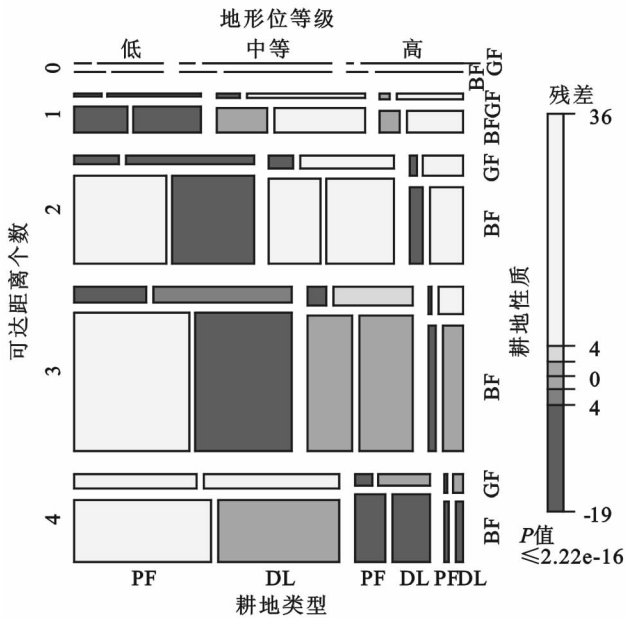 地形位等级
低 中等 高
可达距离个数
0
1
2
3
4
GF
BF
GF
BF
GF
BF
BF
GF
BF
耕地性质
PF DL PF DL PF DL
耕地类型
残差
36
4
0
4
-19
P值
≤2.22e-16